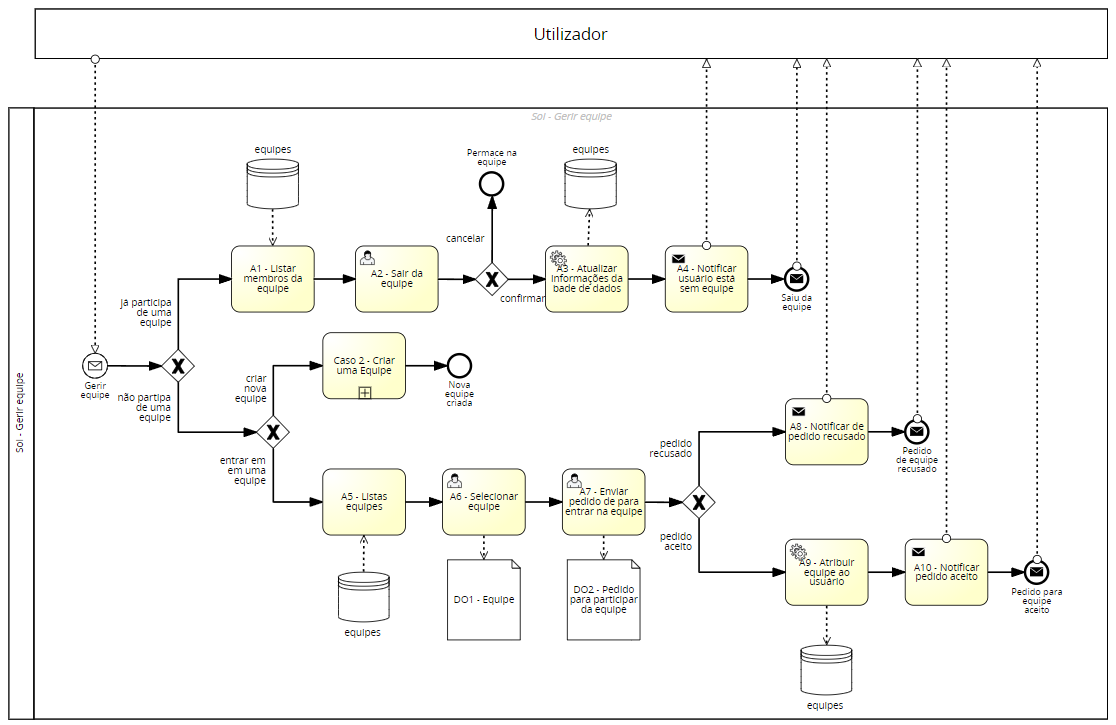 Utilizador
Sol - Gerir equipe
Sol - Gerir equipe
equipes
Permace na
equipe
equipes
cancelar
A1 - Listar
membros da
equipe
A2 - Sair da
equipe
confirmar
A3 - Atualizar
informações da
bade de dados
A4 - Notificar
usuário está
sem equipe
Saiu da
equipe
já participa
de uma
equipe
Gerir
equipe
não partipa
de uma
equipe
criar
nova
equipe
Caso 2 - Criar
uma Equipe
Nova
equipe
criada
entrar em
em uma
equipe
A5 - Listas
equipes
A6 - Selecionar
equipe
A7 - Enviar
pedido de para
entrar na equipe
pedido
recusado
A8 - Notificar de
pedido recusado
Pedido
de equipe
recusado
pedido
aceito
A9 - Atribuir
equipe ao
usuário
A10 - Notificar
pedido aceito
Pedido para
equipe
aceito
equipes
DO1 - Equipe
DO2 - Pedido
para participar
da equipe
equipes